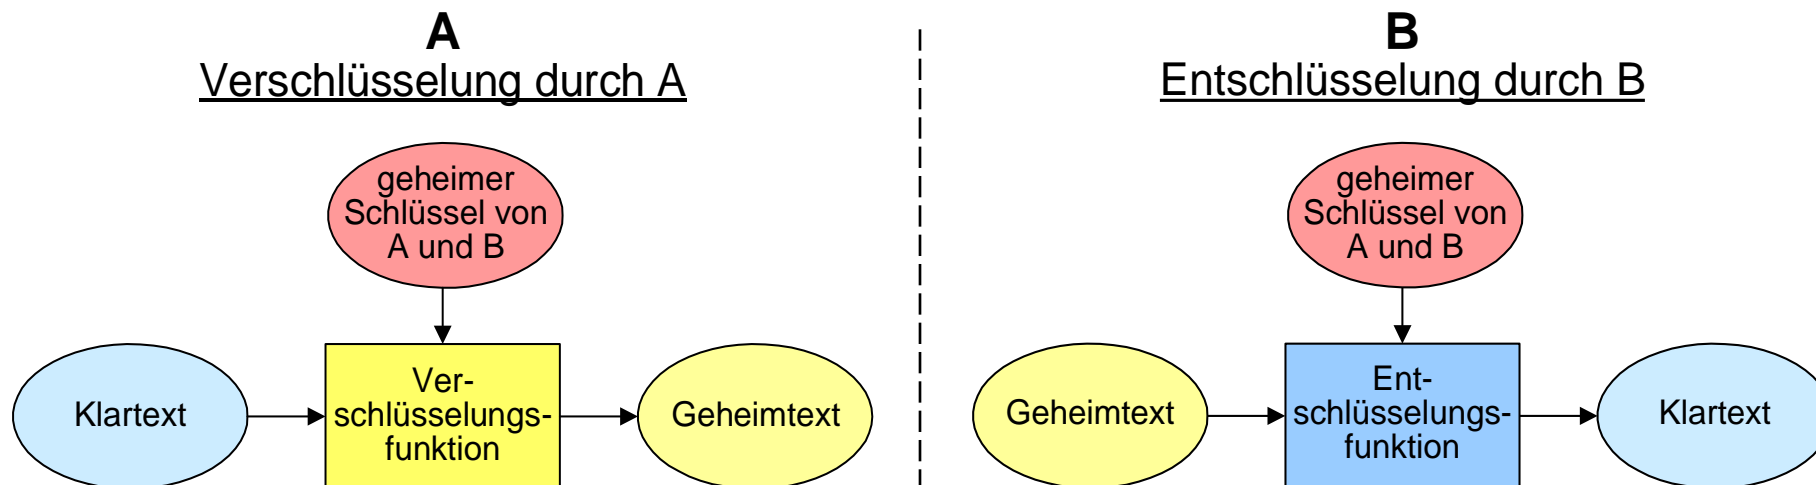 A
Verschlüsselung durch A
geheimer
Schlüssel von
A und B
Klartext
Ver-
schlüsselungs-
funktion
Geheimtext
B
Entschlüsselung durch B
geheimer
Schlüssel von
A und B
Geheimtext
Ent-
schlüsselungs-
funktion
Klartext